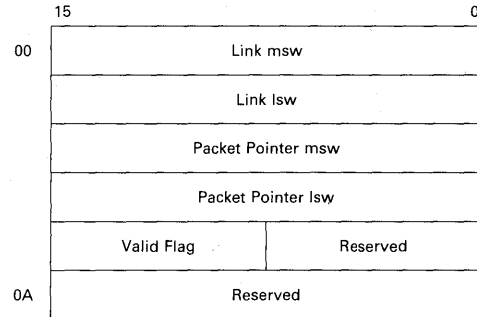 15 0
00 Link msw
Link lsw
Packet Pointer msw
Packet Pointer lsw
Valid Flag Reserved
0A Reserved